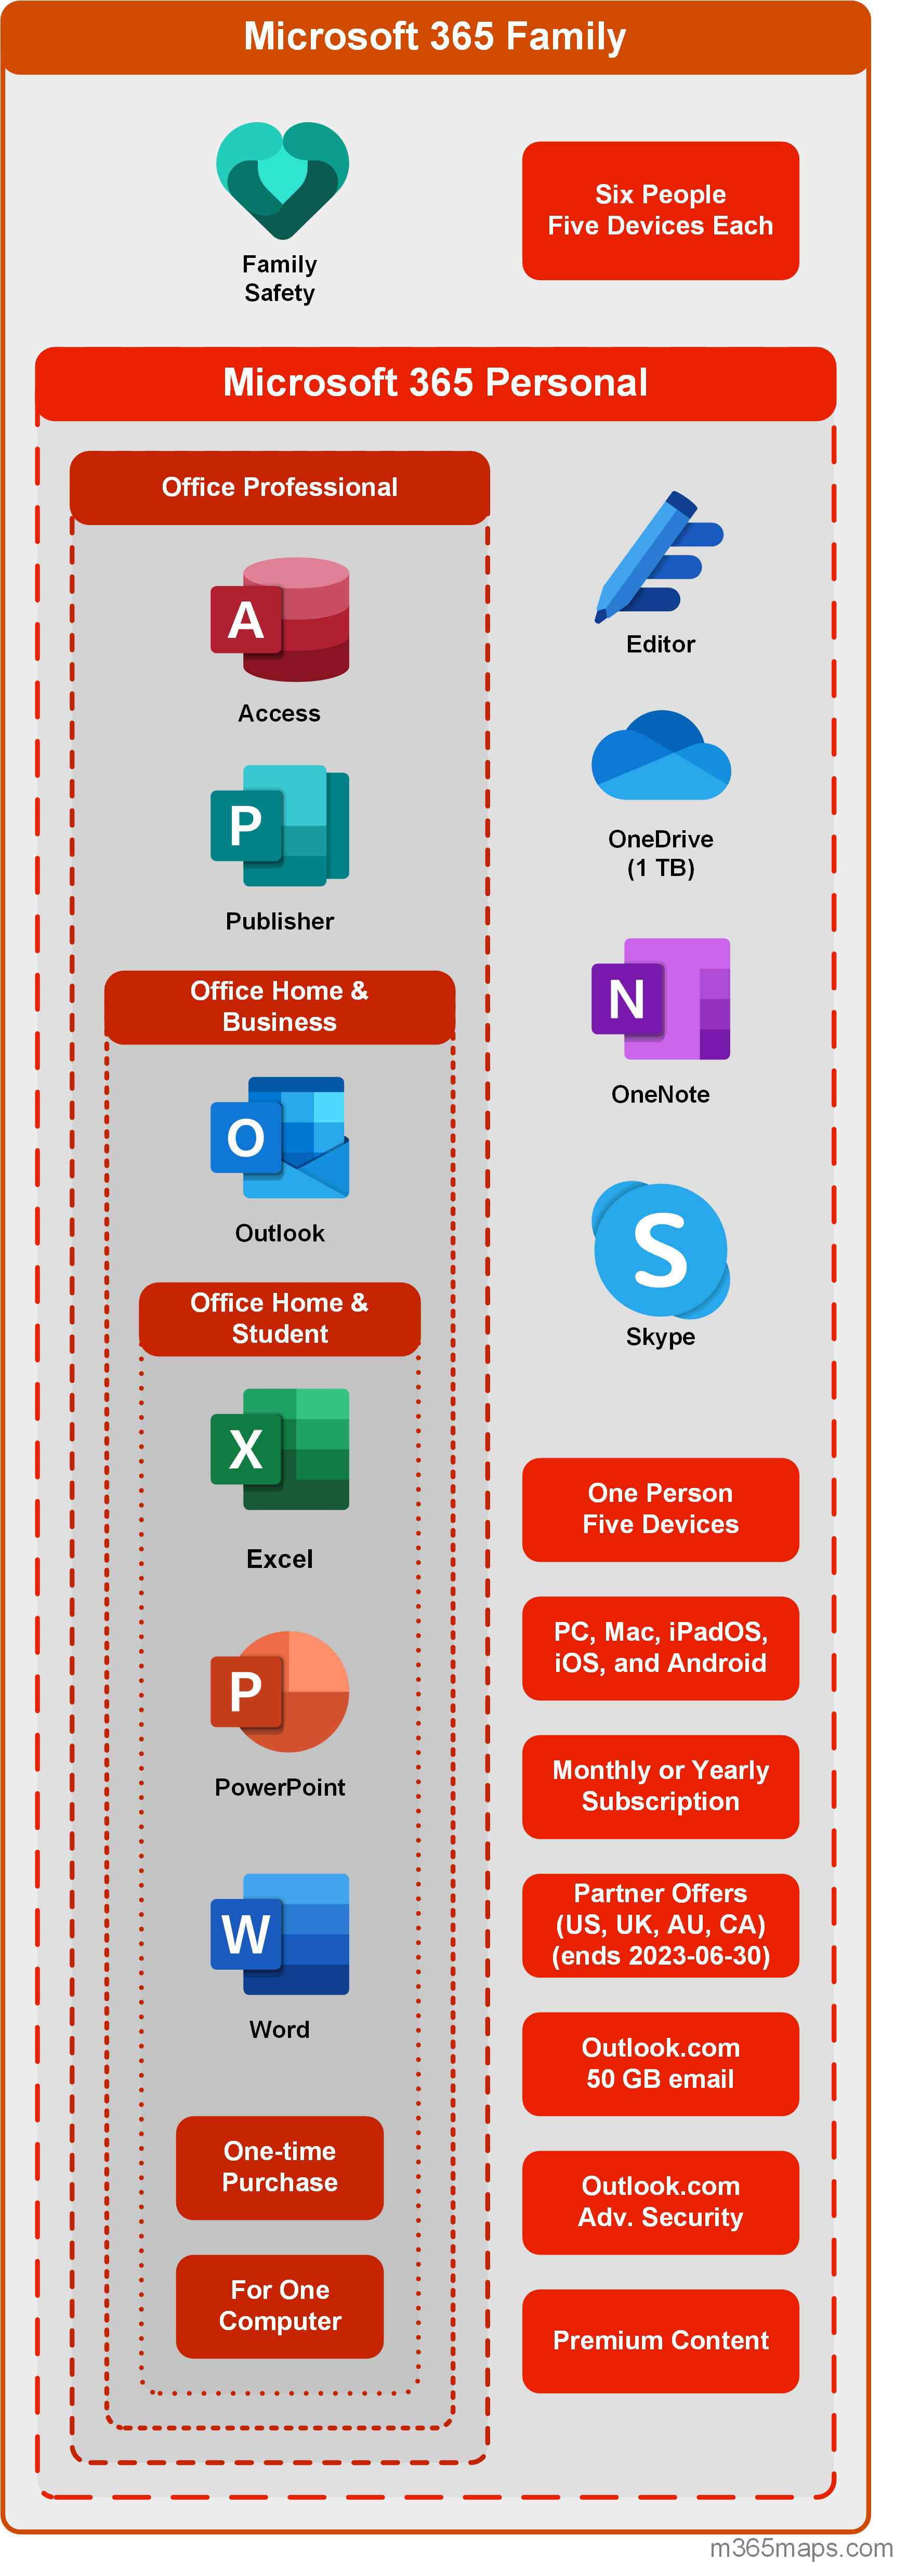 Microsoft 365 Family
Family
Safety
Six People
Five Devices Each
Microsoft 365 Personal
Office Professional
A
Access
P
Publisher
Office Home &
Business
O
Outlook
Office Home &
Student
X
Excel
P
PowerPoint
W
Word
One-time
Purchase
For One
Computer
Editor
OneDrive
(1 TB)
N
OneNote
S
Skype
One Person
Five Devices
PC, Mac, iPadOS,
iOS, and Android
Monthly or Yearly
Subscription
Partner Offers
(US, UK, AU, CA)
(ends 2023-06-30)
Outlook.com
50 GB email
Outlook.com
Adv. Security
Premium Content
m365maps.com